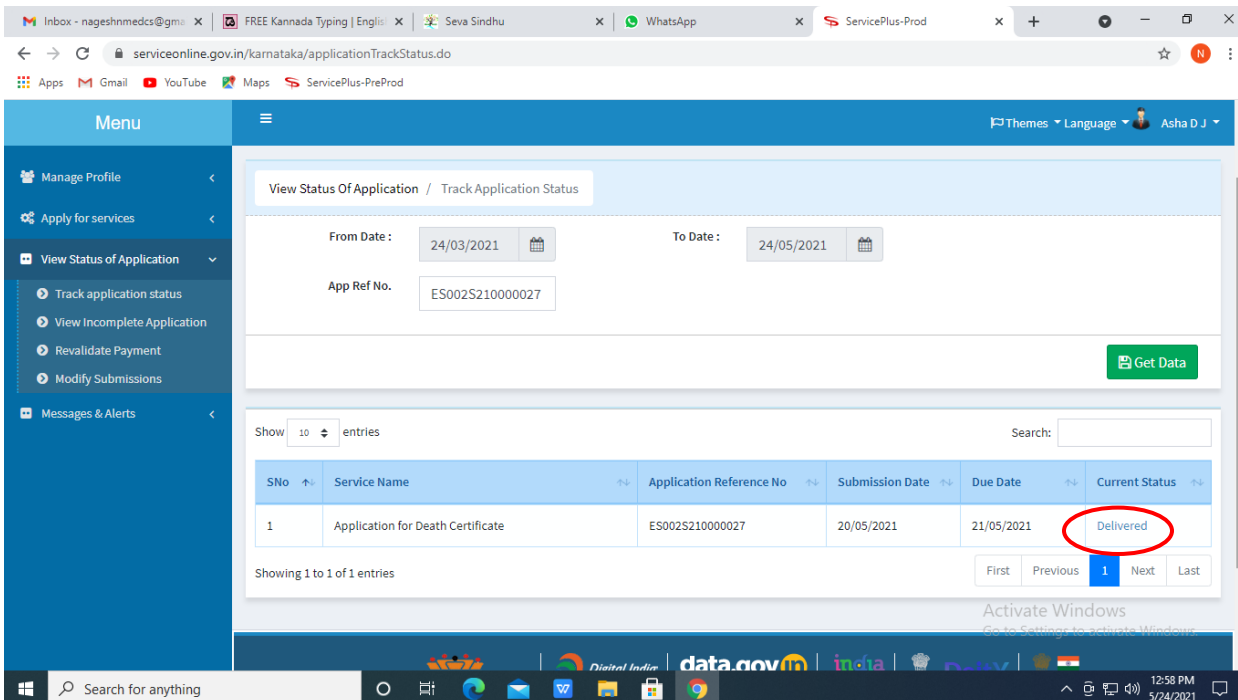 Inbox - nageshnmedcs@gma
FREE Kannada Typing | Englis
Seva Sindhu
WhatsApp
ServicePlus-Prod
serviceonline.gov.in/karnataka/applicationTrackStatus.do
N
Apps Gmail YouTube Maps ServicePlus-PreProd
Menu
Themes Language Asha D J
Manage Profile
Apply for services
View Status of Application
Track application status
View Incomplete Application
Revalidate Payment
Modify Submissions
Messages & Alerts
View Status Of Application / Track Application Status
From Date : 24/03/2021 To Date : 24/05/2021
App Ref No. ES002S210000027
Get Data
Show 10 entries Search:
SNo Service Name Application Reference No Submission Date Due Date Current Status
1 Application for Death Certificate ES002S210000027 20/05/2021 21/05/2021 Delivered
Showing 1 to 1 of 1 entries First Previous 1 Next Last
Activate Windows
Go to Settings to activate Windows.
Digital India data.gov india
Search for anything
12:58 PM
5/24/2021